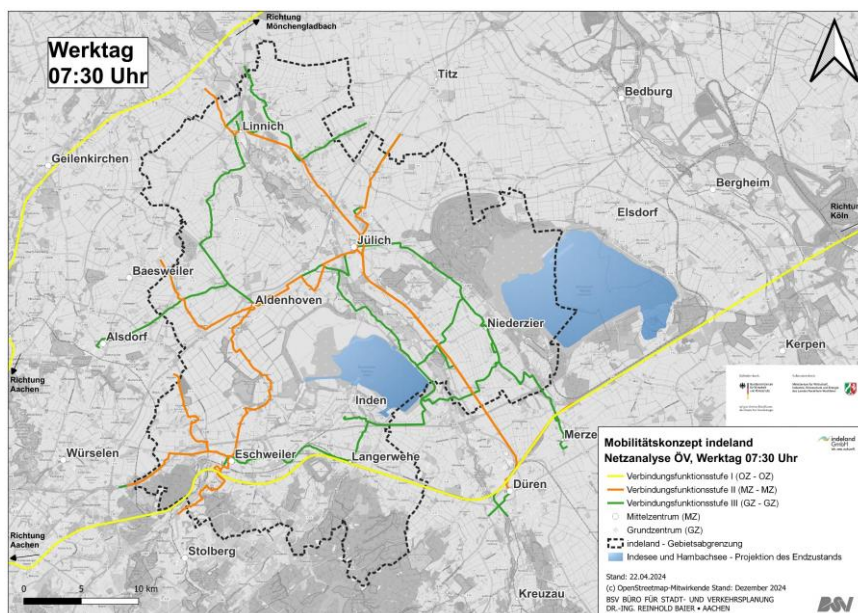 Richtung
Mönchengladbach
Werktag
07:30 Uhr
Titz
Bedburg
Linnich
Geilenkirchen
Bergheim
Elsdorf
Richtung
Köln
Jülich
Baesweiler
Aldenhoven
Niederzier
Alsdorf
Kerpen
Richtung
Aachen
Inden
Merze
Würselen
Eschweiler
Langerwehe
Düren
Richtung
Aachen
Stolberg
Kreuzau
0 5 10 km
Mobilitätskonzept indeland
Netzanalyse ÖV, Werktag 07:30 Uhr
indeland
GmbH
Verbindungsfunktionsstufe I (OZ - OZ)
Verbindungsfunktionsstufe II (MZ - MZ)
Verbindungsfunktionsstufe III (GZ - GZ)
Mittelzentrum (MZ)
Grundzentrum (GZ)
indeland - Gebietsabgrenzung
Indesee und Hambachsee - Projektion des Endzustands
Stand: 22.04.2024
(c) OpenStreetmap-Mitwirkende Stand: Dezember 2024
BSV BÜRO FÜR STADT- UND VERKEHRSPLANUNG
DR.-ING. REINHOLD BAIER • AACHEN
BSV